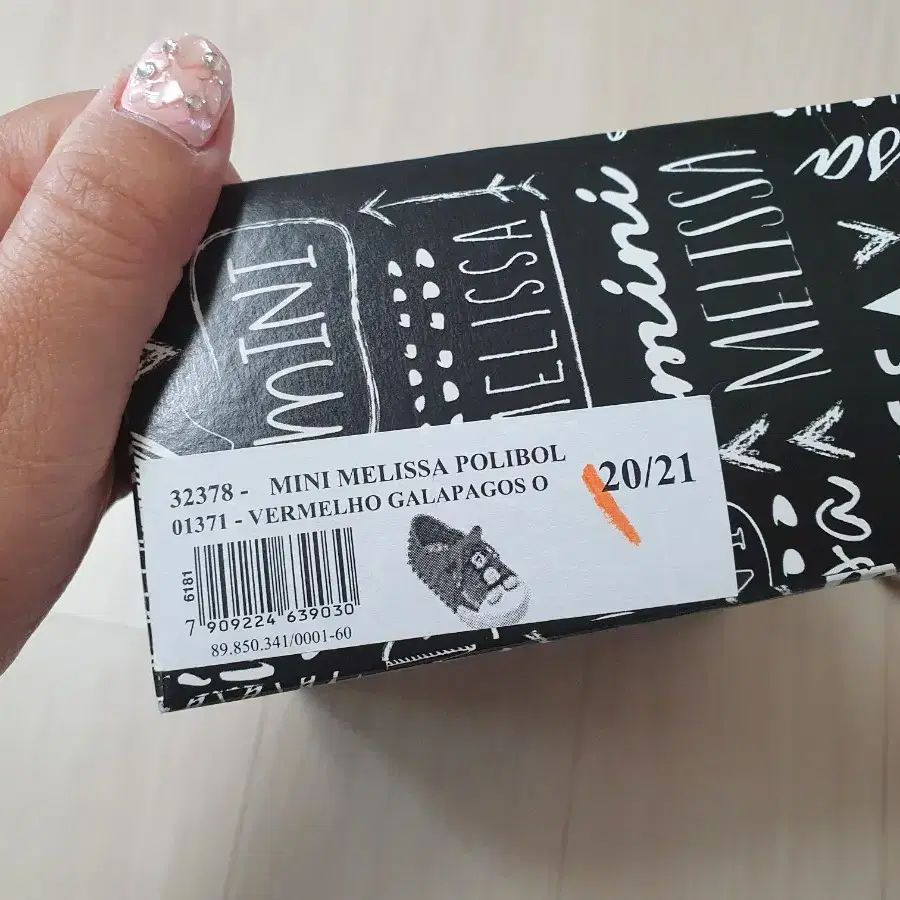 MINI
MELISSA
mini
MELISSA
32378 - MINI MELISSA POLIBOL
01371 - VERMELHO GALAPAGOS O
20/21
6181
7 909224 639030
89.850.341/0001-60